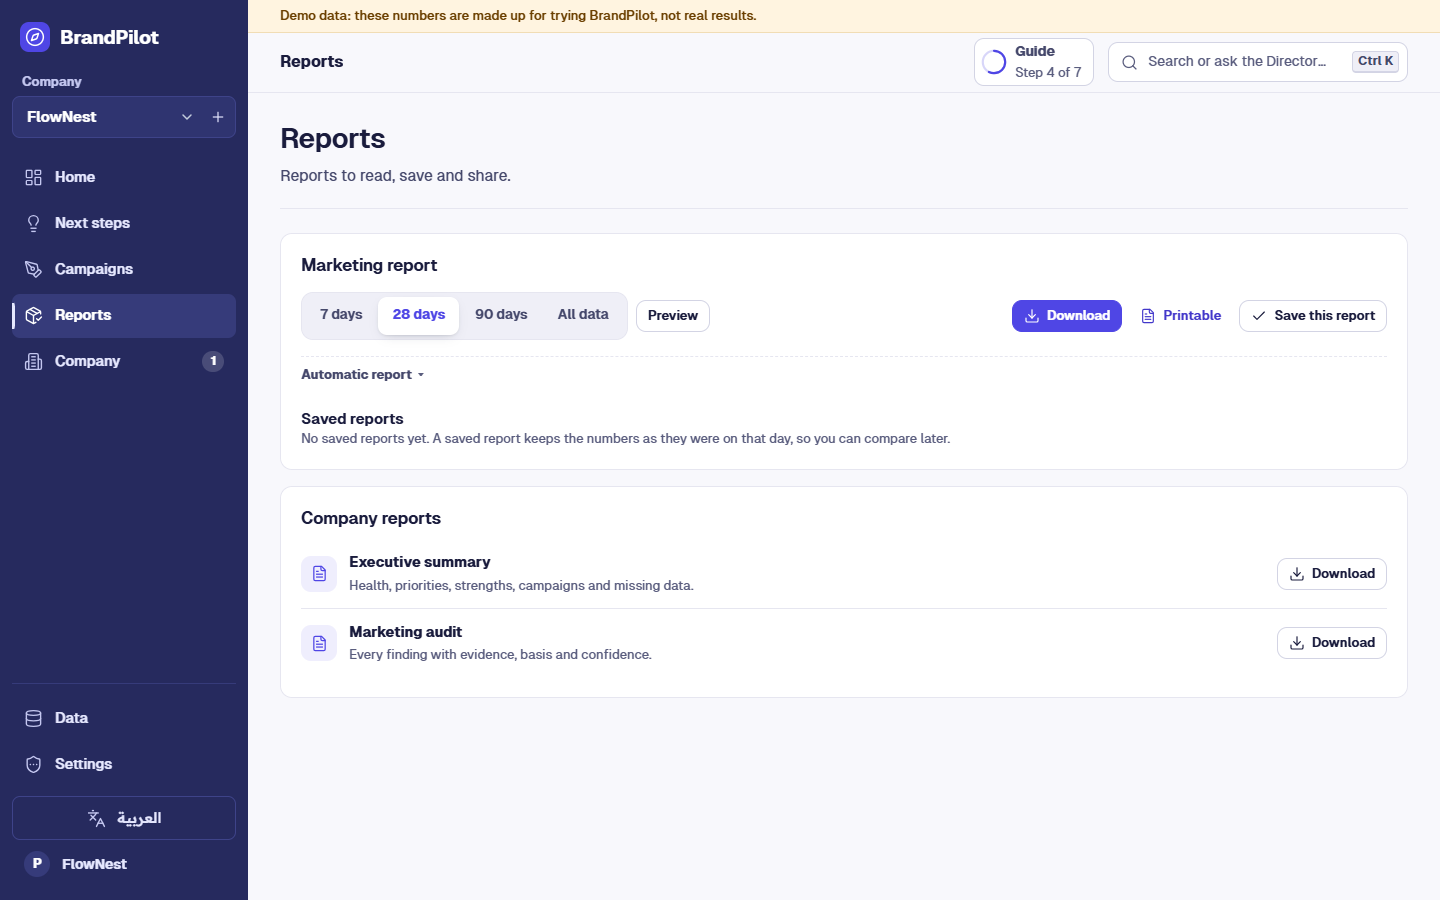 Demo data: these numbers are made up for trying BrandPilot, not real results.
BrandPilot
Company
FlowNest
Home
Next steps
Campaigns
Reports
Company 1
Data
Settings
العربية
P FlowNest
Reports
Guide
Step 4 of 7
Search or ask the Director... Ctrl K
Reports
Reports to read, save and share.
Marketing report
7 days 28 days 90 days All data Preview Download Printable Save this report
Automatic report
Saved reports
No saved reports yet. A saved report keeps the numbers as they were on that day, so you can compare later.
Company reports
Executive summary
Health, priorities, strengths, campaigns and missing data.
Download
Marketing audit
Every finding with evidence, basis and confidence.
Download